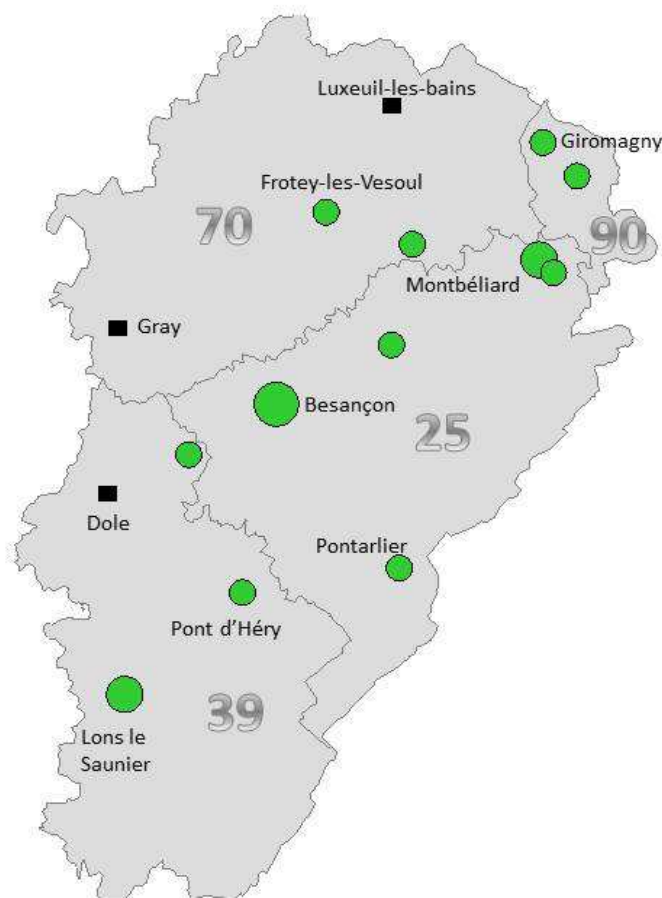 Luxeuil-les-bains
Giromagny
Frotey-les-Vesoul
70
90
Montbéliard
Gray
Besançon
25
Dole
Pontarlier
Pont d'Héry
39
Lons le
Saunier